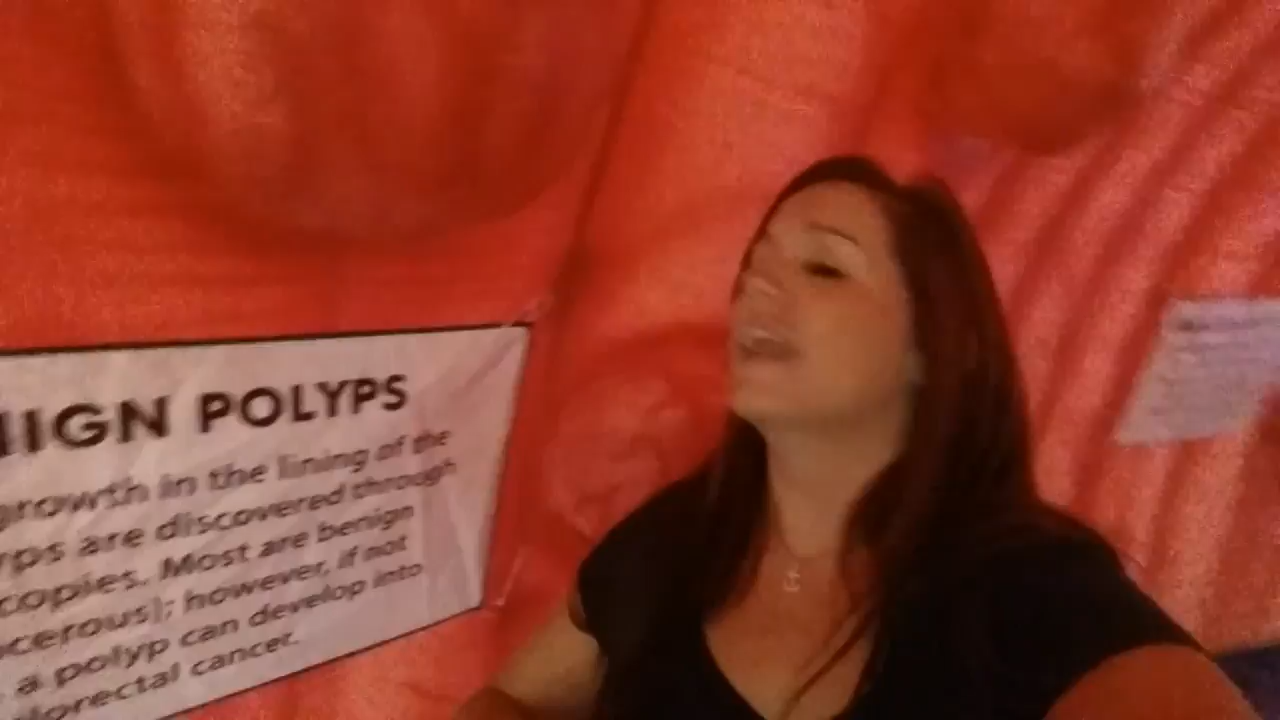 NIGN POLYPS
growth in the lining of the
yps are discovered through
copies. Most are benign
cerous); however, if not
a polyp can develop into
lorectal cancer.